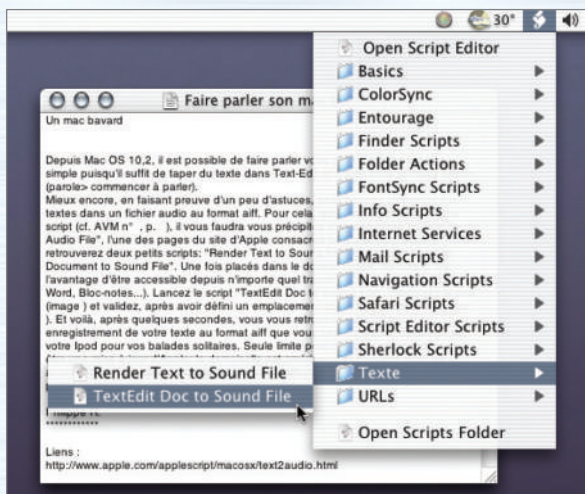 30°
Open Script Editor
Basics
ColorSync
Entourage
Finder Scripts
Folder Actions
FontSync Scripts
Info Scripts
Internet Services
Mail Scripts
Navigation Scripts
Safari Scripts
Script Editor Scripts
Sherlock Scripts
Texte
URLs
Open Scripts Folder
Render Text to Sound File
TextEdit Doc to Sound File
Faire parler son
Un mac bavard
Depuis Mac OS 10,2, il est possible de faire parler
simple puisqu'il suffit de taper du texte dans Text-Ed
(parole> commencer à parler).
Mieux encore, en faisant preuve d'un peu d'astuces,
textes dans un fichier audio au format aiff. Pour cela
script (cf. AVM n° , p. ), il vous faudra vous précipit
Audio File", l'une des pages du site d'Apple consacr
retrouverez deux petits scripts: "Render Text to Soun
Document to Sound File". Une fois placés dans le do
l'avantage d'être accessible depuis n'importe quel tra
Word, Bloc-notes...). Lancez le script "TextEdit Doc
(image ) et validez, après avoir défini un emplacemen
). Et voilà, après quelques secondes, vous vous retr
enregistrement de votre texte au format aiff que vou
votre Ipod pour vos balades solitaires. Seule limite
************
Liens :
http://www.apple.com/applescript/macosx/text2audio.html